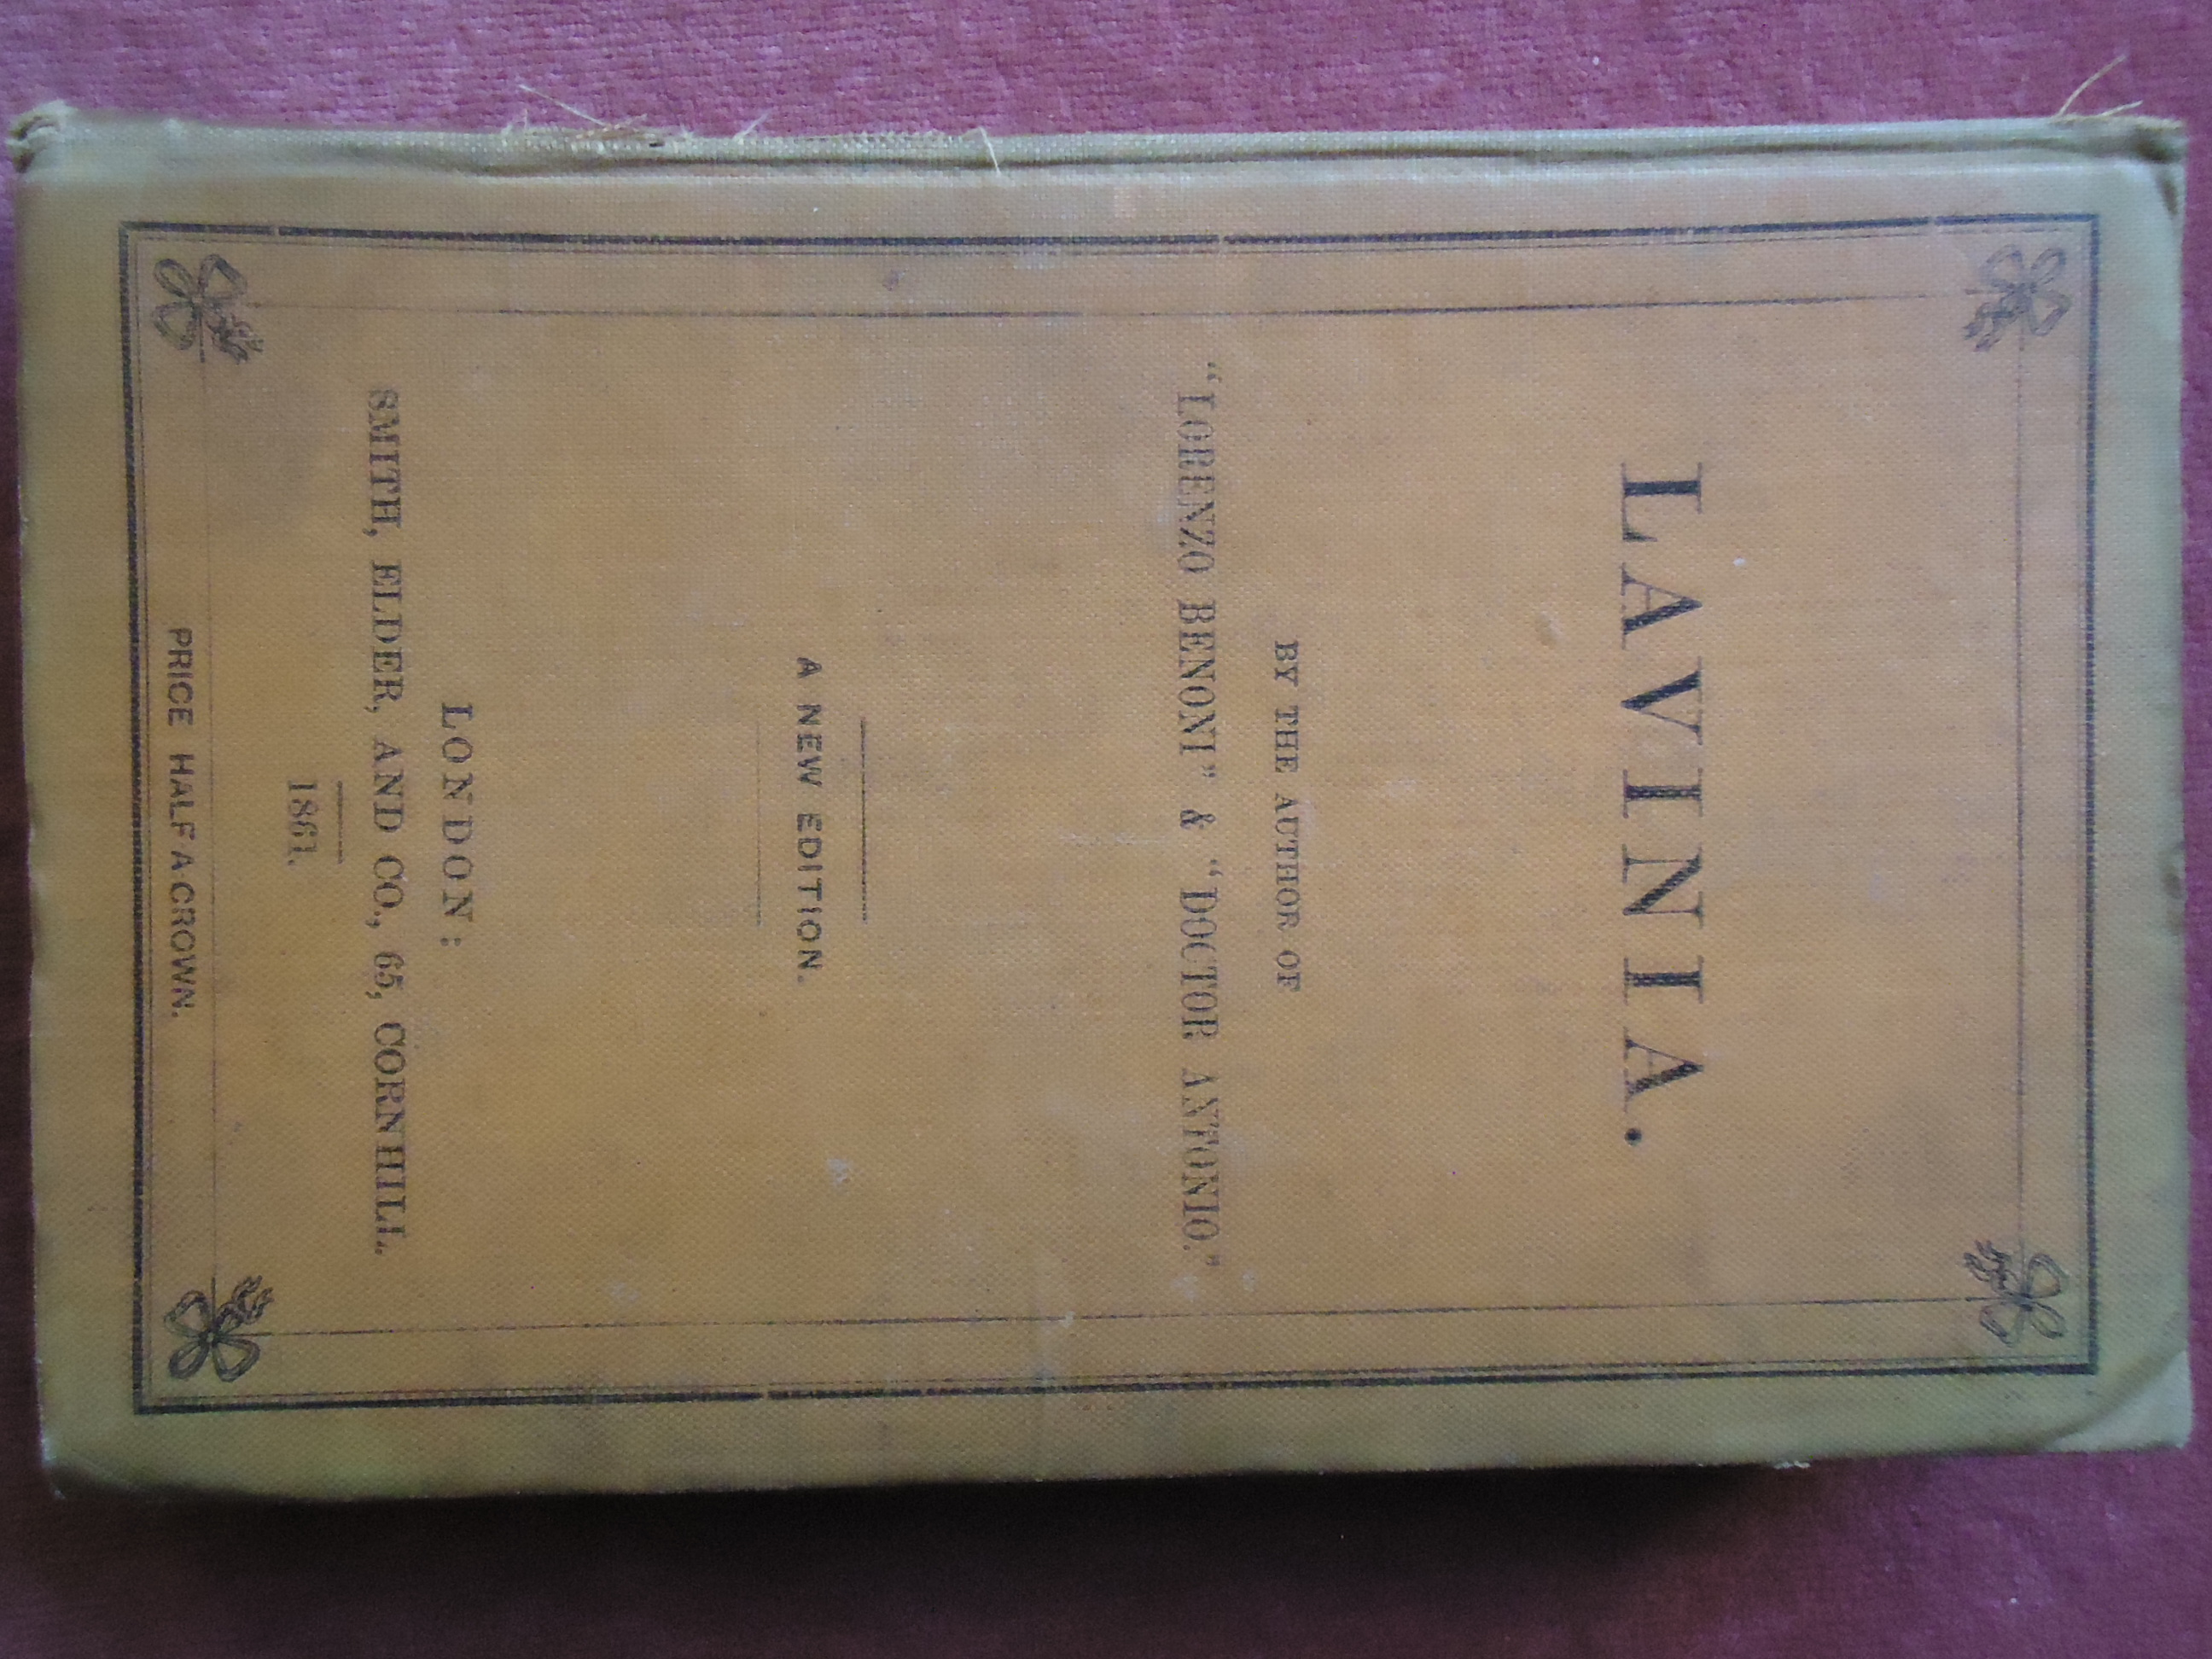 LAVINIA.
BY THE AUTHOR OF
"LORENZO BENONI" & "DOCTOR ANTONIO."
A NEW EDITION.
LONDON:
SMITH, ELDER, AND CO., 65, CORNHILL.
1861.
PRICE HALF A CROWN.